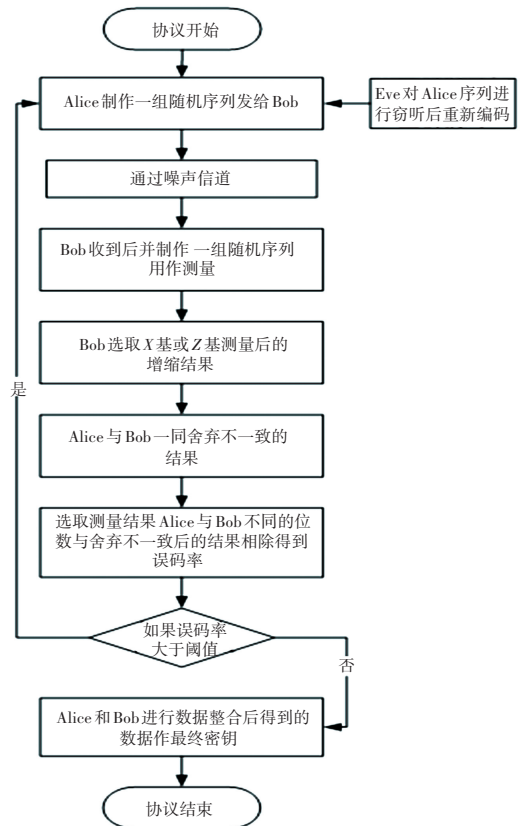 协议开始
Alice制作一组随机序列发给Bob
Eve对Alice序列进
行窃听后重新编码
通过噪声信道
Bob收到后并制作一组随机序列
用作测量
Bob选取X基或Z基测量后的
增缩结果
是
Alice与Bob一同舍弃不一致的
结果
选取测量结果Alice与Bob不同的位
数与舍弃不一致后的结果相除得到
误码率
如果误码率
大于阈值
否
Alice和Bob进行数据整合后得到的
数据作最终密钥
协议结束